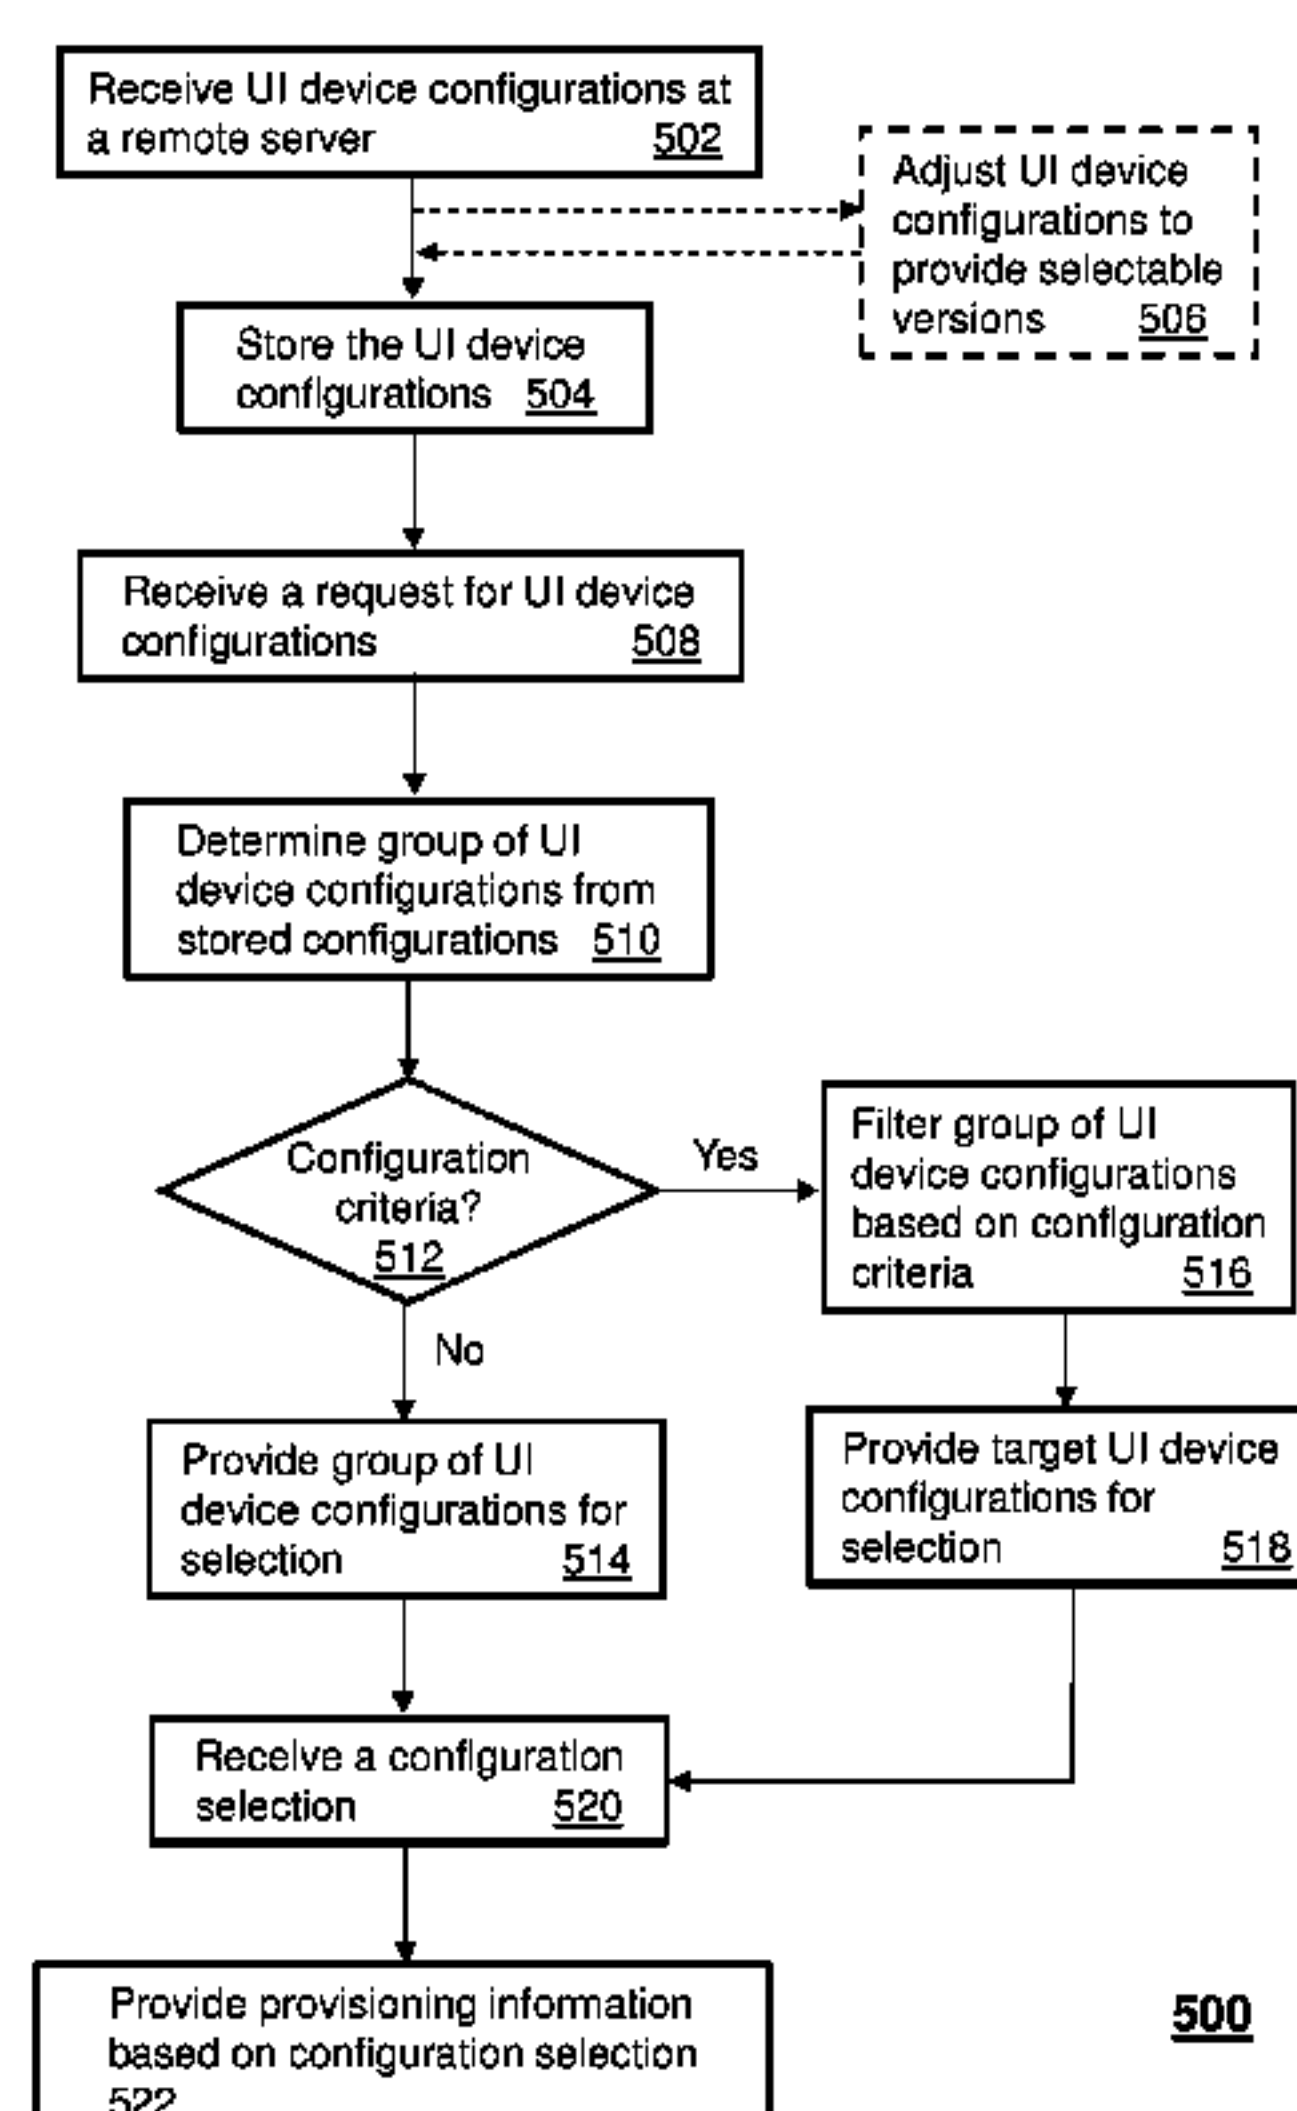 Receive UI device configurations at
a remote server 502
Adjust UI device
configurations to
provide selectable
versions 506
Store the UI device
configurations 504
Receive a request for UI device
configurations 508
Determine group of UI
device configurations from
stored configurations 510
Configuration
criteria?
512
Yes
Filter group of UI
device configurations
based on configuration
criteria 516
No
Provide group of UI
device configurations for
selection 514
Provide target UI device
configurations for
selection 518
Receive a configuration
selection 520
Provide provisioning information
based on configuration selection
522
500